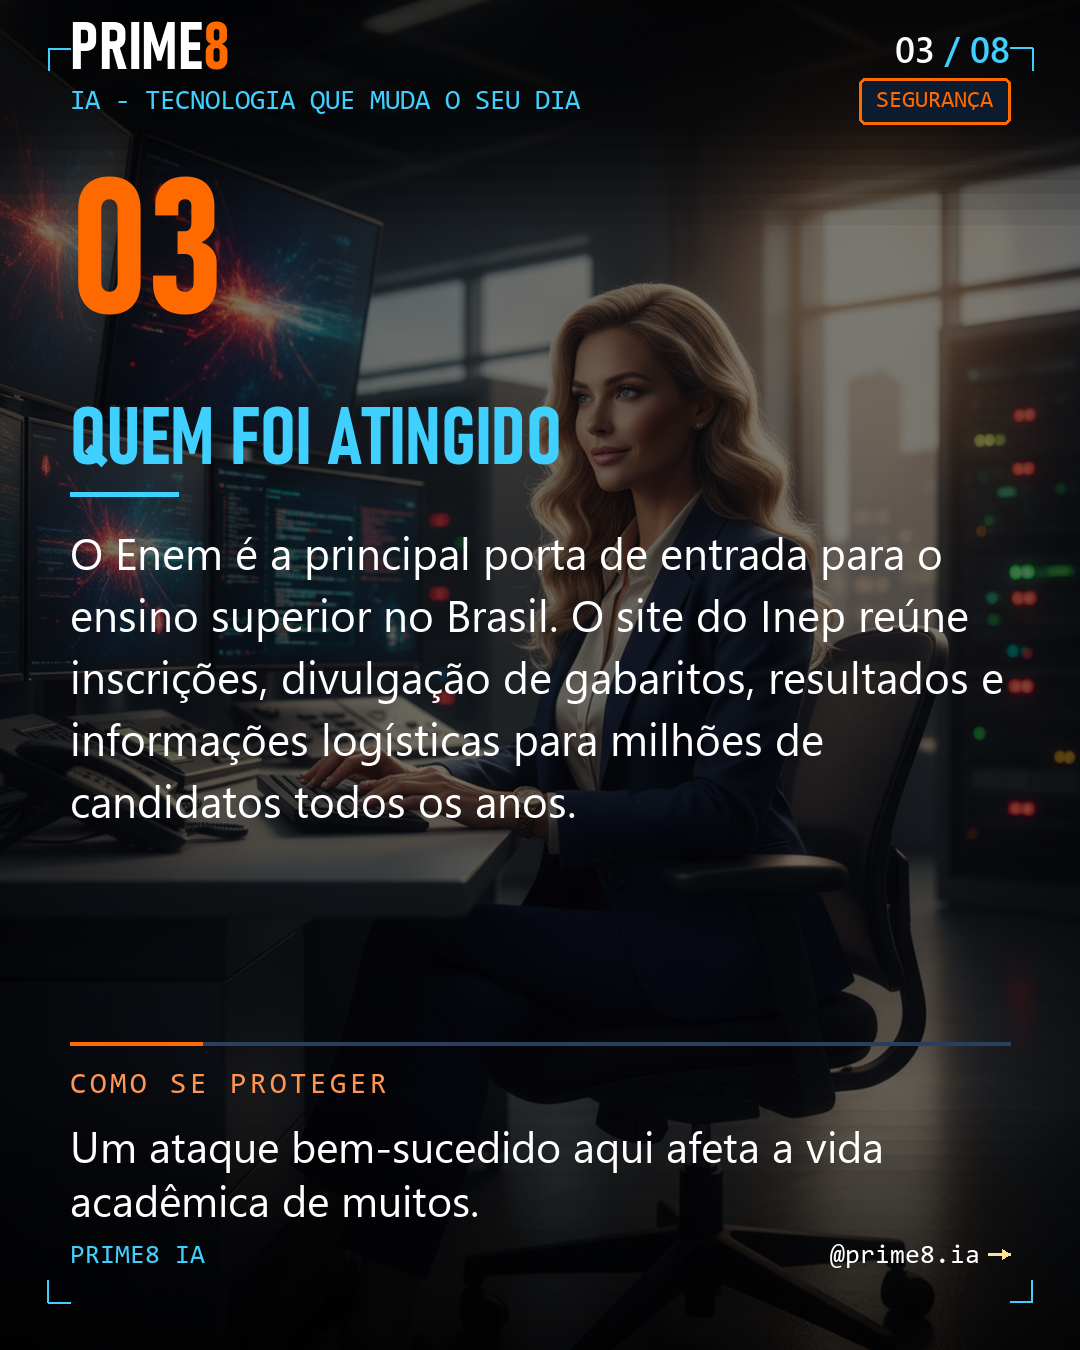 PRIME8
03 / 08
IA - TECNOLOGIA QUE MUDA O SEU DIA
SEGURANÇA
03
QUEM FOI ATINGIDO
O Enem é a principal porta de entrada para o
ensino superior no Brasil. O site do Inep reúne
inscrições, divulgação de gabaritos, resultados e
informações logísticas para milhões de
candidatos todos os anos.
COMO SE PROTEGER
Um ataque bem-sucedido aqui afeta a vida
acadêmica de muitos.
PRIME8 IA
@prime8.ia →